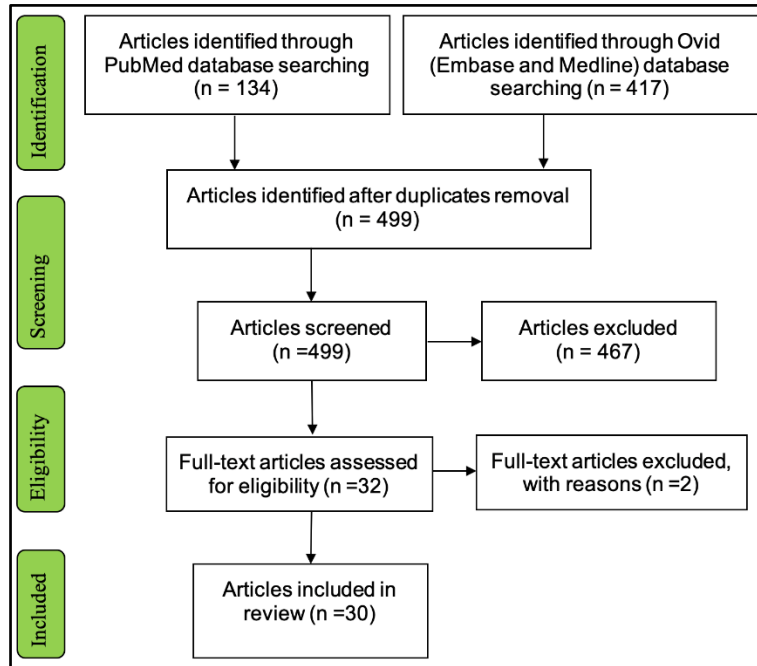 Identification
Articles identified through
PubMed database searching
(n = 134)
Articles identified through Ovid
(Embase and Medline) database
searching (n = 417)
Articles identified after duplicates removal
(n = 499)
Screening
Articles screened
(n =499)
Articles excluded
(n = 467)
Eligibility
Full-text articles assessed
for eligibility (n =32)
Full-text articles excluded,
with reasons (n =2)
Included
Articles included in
review (n =30)